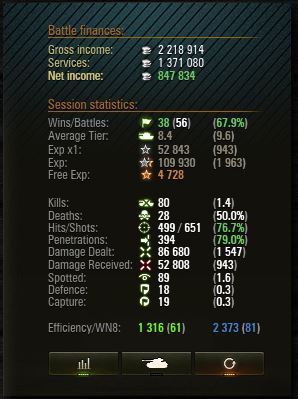 Battle finances:
Gross income: 2 218 914
Services: 1 371 080
Net income: 847 834
Session statistics:
Wins/Battles: 38 (56) (67.9%)
Average Tier: 8.4 (9.6)
Exp x1: 52 843 (943)
Exp: 109 930 (1 963)
Free Exp: 4 728
Kills: 80 (1.4)
Deaths: 28 (50.0%)
Hits/Shots: 499 / 651 (76.7%)
Penetrations: 394 (79.0%)
Damage Dealt: 86 680 (1 547)
Damage Received: 52 808 (943)
Spotted: 89 (1.6)
Defence: 18 (0.3)
Capture: 19 (0.3)
Efficiency/WN8: 1 316 (61) 2 373 (81)